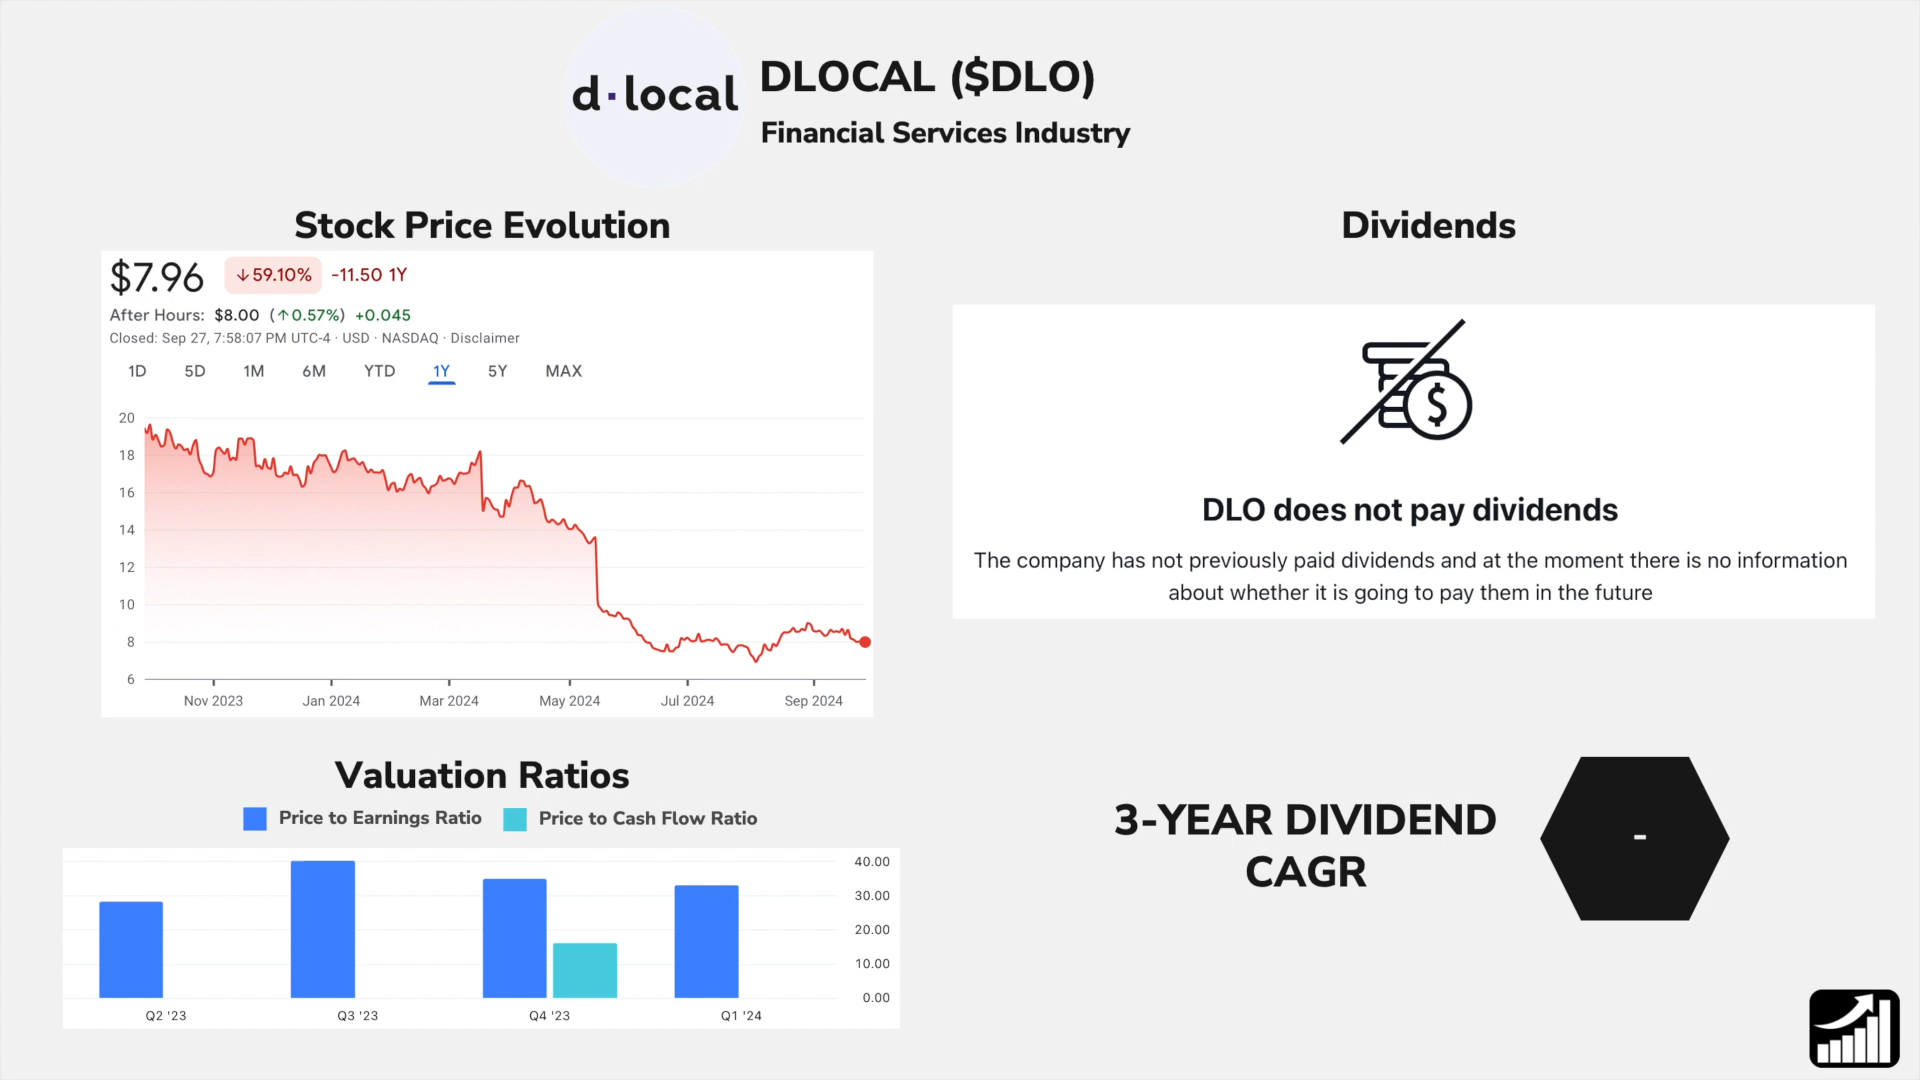 d·local
DLOCAL ($DLO)
Financial Services Industry
Stock Price Evolution
$7.96 ↓59.10% -11.50 1Y
After Hours: $8.00 (↑0.57%) +0.045
Closed: Sep 27, 7:58:07 PM UTC-4 · USD · NASDAQ · Disclaimer
1D 5D 1M 6M YTD 1Y 5Y MAX
20
18
16
14
12
10
8
6
Nov 2023 Jan 2024 Mar 2024 May 2024 Jul 2024 Sep 2024
Valuation Ratios
Price to Earnings Ratio Price to Cash Flow Ratio
40.00
30.00
20.00
10.00
0.00
Q2 '23 Q3 '23 Q4 '23 Q1 '24
Dividends
$
DLO does not pay dividends
The company has not previously paid dividends and at the moment there is no information
about whether it is going to pay them in the future
3-YEAR DIVIDEND
CAGR
-